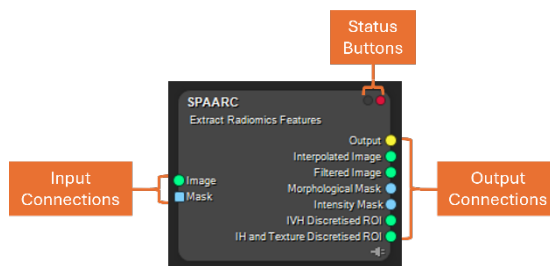 Status
Buttons
SPAARC
Extract Radiomics Features
Output
Interpolated Image
Filtered Image
Morphological Mask
Intensity Mask
IVH Discretised ROI
IH and Texture Discretised ROI
Image
Mask
Input
Connections
Output
Connections